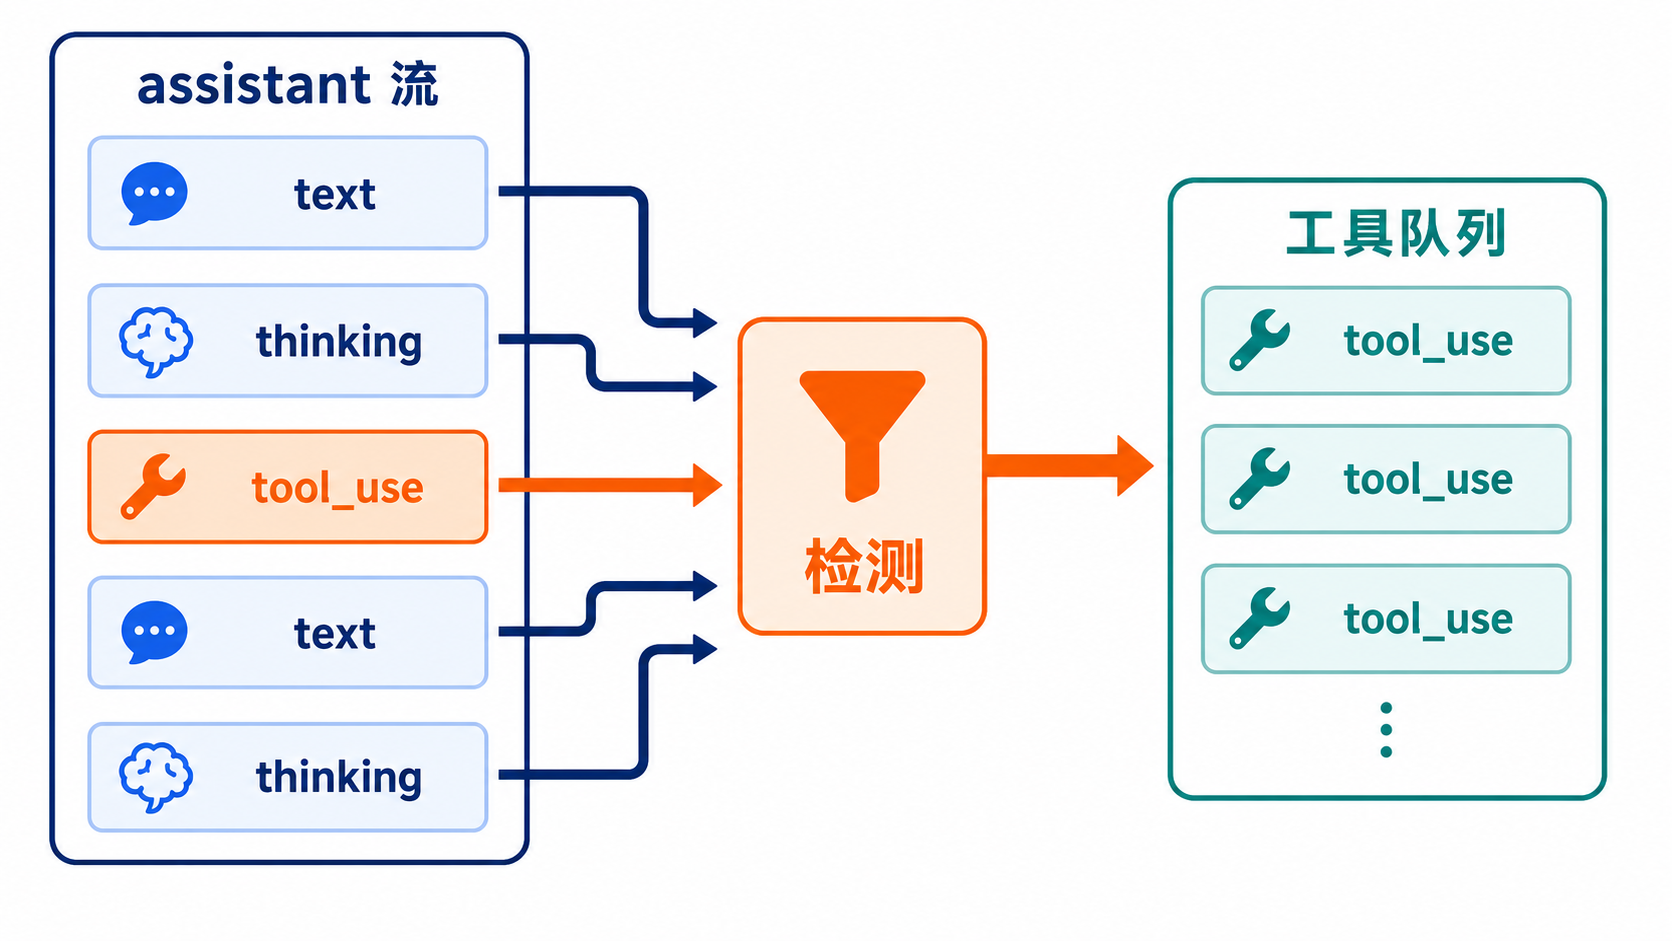 assistant 流
text
thinking
tool_use
text
thinking
检测
工具队列
tool_use
tool_use
tool_use